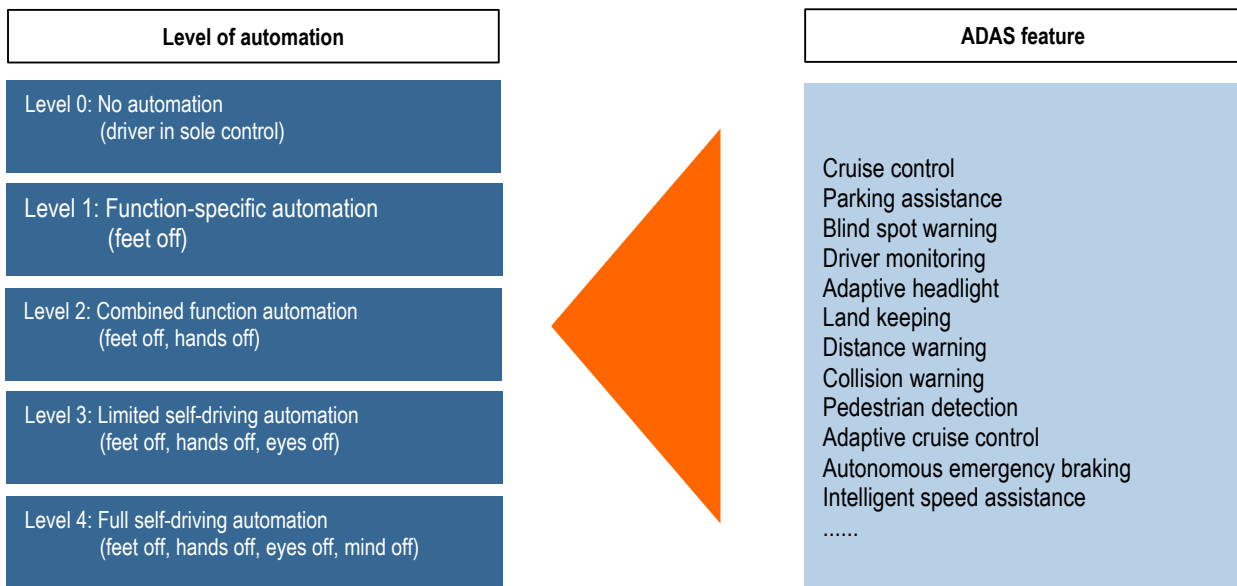 Level of automation
Level 0: No automation
(driver in sole control)
Level 1: Function-specific automation
(feet off)
Level 2: Combined function automation
(feet off, hands off)
Level 3: Limited self-driving automation
(feet off, hands off, eyes off)
Level 4: Full self-driving automation
(feet off, hands off, eyes off, mind off)
ADAS feature
Cruise control
Parking assistance
Blind spot warning
Driver monitoring
Adaptive headlight
Land keeping
Distance warning
Collision warning
Pedestrian detection
Adaptive cruise control
Autonomous emergency braking
Intelligent speed assistance
......